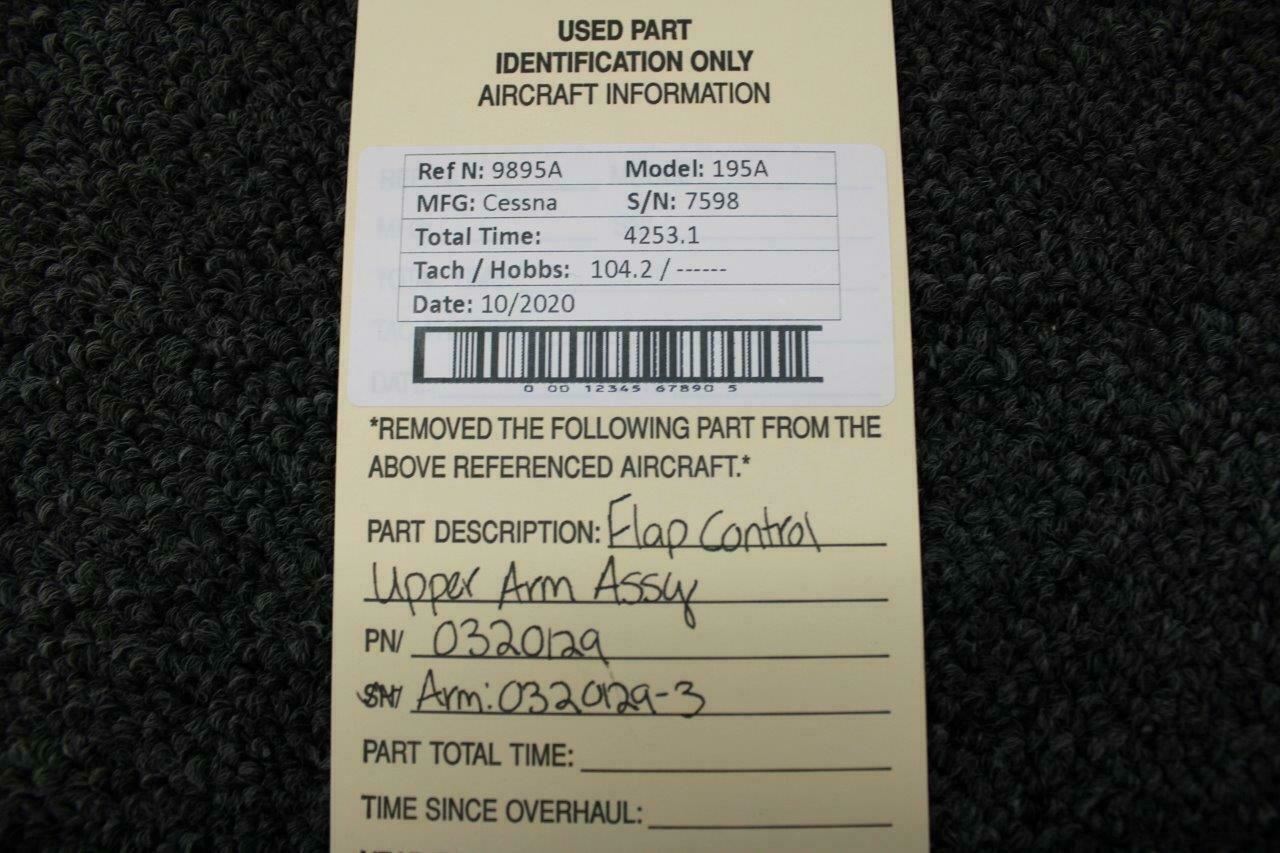 USED PART
IDENTIFICATION ONLY
AIRCRAFT INFORMATION
Ref N: 9895A Model: 195A
MFG: Cessna S/N: 7598
Total Time: 4253.1
Tach / Hobbs: 104.2 / ------
Date: 10/2020
0 00 12345 67890 5
*REMOVED THE FOLLOWING PART FROM THE
ABOVE REFERENCED AIRCRAFT.*
PART DESCRIPTION: Flap Control
Upper Arm Assy
PN/ 0320129
SN/ Arm: 0320129-3
PART TOTAL TIME:
TIME SINCE OVERHAUL: